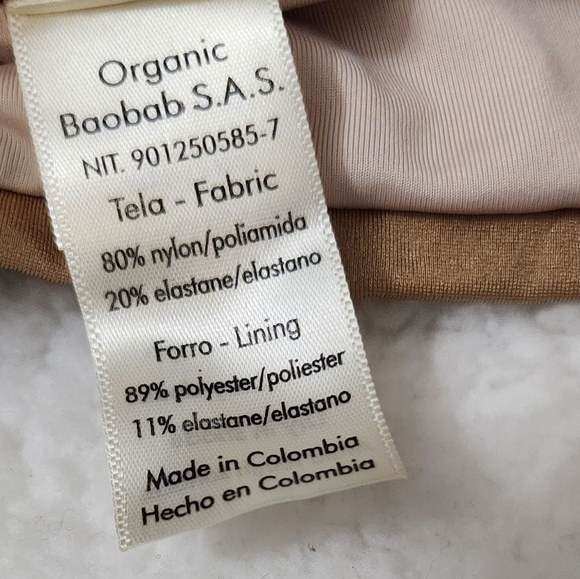 Organic
Baobab S.A.S.
NIT. 901250585-7
Tela - Fabric
80% nylon/poliamida
20% elastane/elastano
Forro - Lining
89% polyester/poliester
11% elastane/elastano
Made in Colombia
Hecho en Colombia